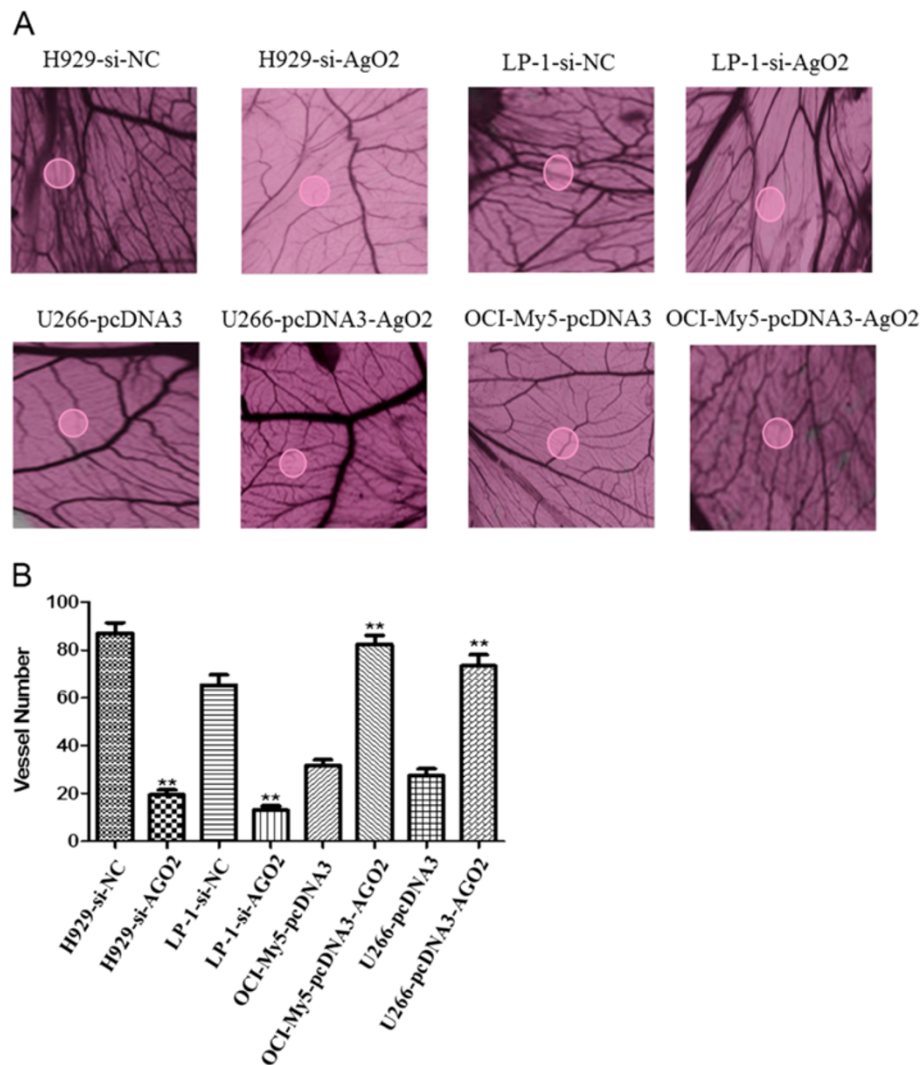 A
H929-si-NC H929-si-AgO2 LP-1-si-NC LP-1-si-AgO2
U266-pcDNA3 U266-pcDNA3-AgO2 OCI-My5-pcDNA3 OCI-My5-pcDNA3-AgO2
B
Vessel Number
100
80
60
40
20
0
** ** ** **
H929-si-NC
H929-si-AGO2
LP-1-si-NC
LP-1-si-AGO2
OCI-My5-pcDNA3
OCI-My5-pcDNA3-AGO2
U266-pcDNA3
U266-pcDNA3-AGO2